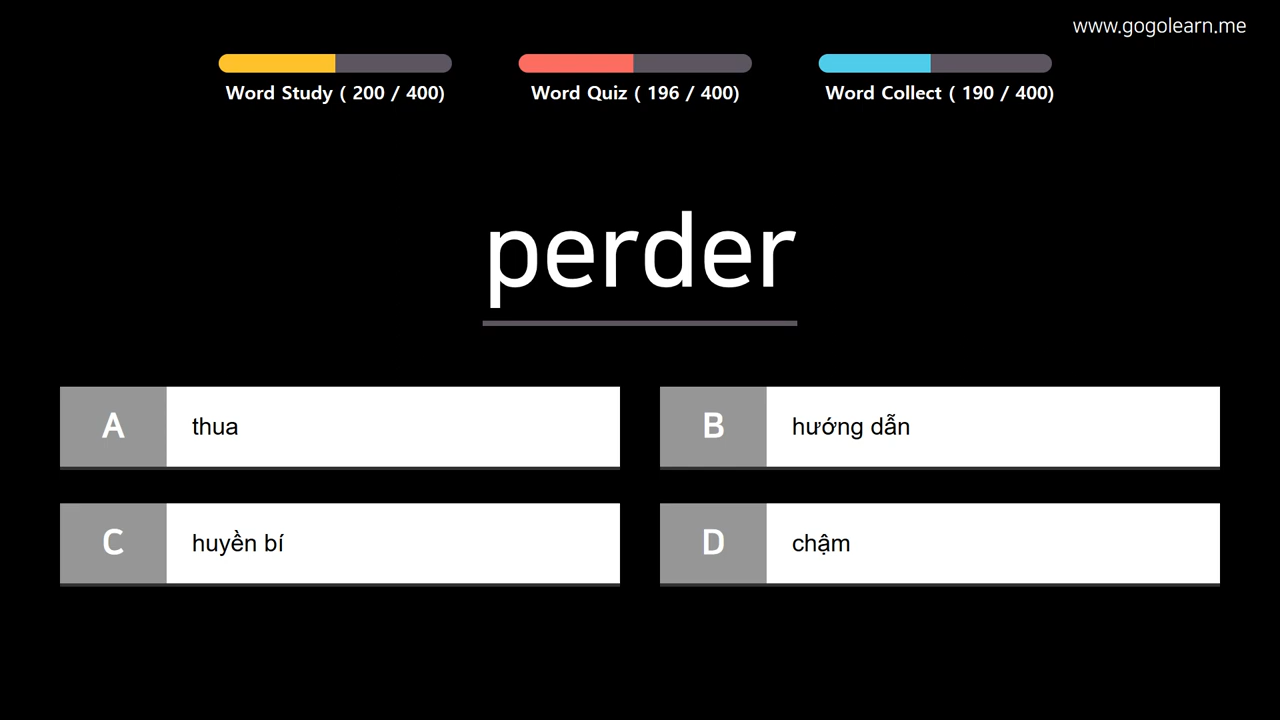 www.gogolearn.me
Word Study ( 200 / 400)
Word Quiz ( 196 / 400)
Word Collect ( 190 / 400)
perder
A
thua
B
hướng dẫn
C
huyền bí
D
chậm